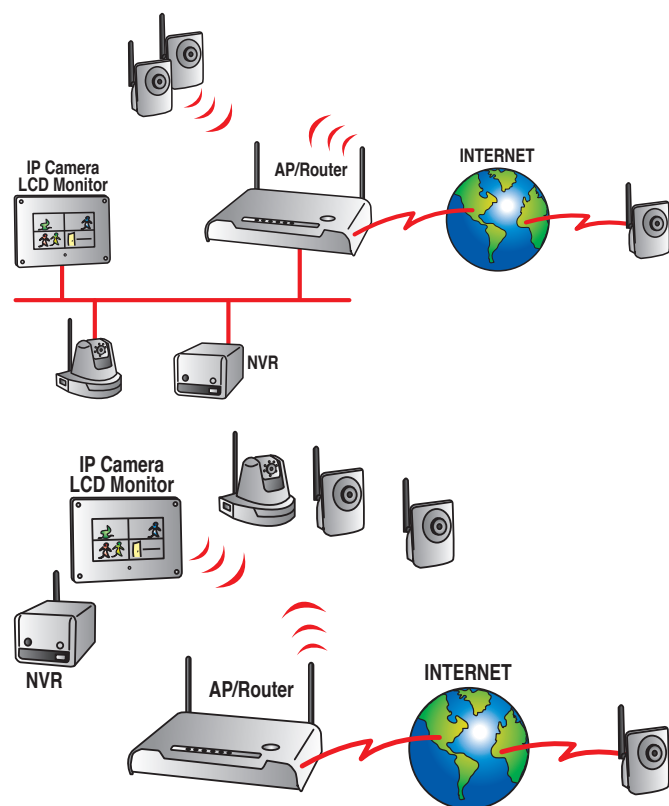 IP Camera
LCD Monitor
AP/Router
INTERNET
NVR
IP Camera
LCD Monitor
NVR
AP/Router
INTERNET